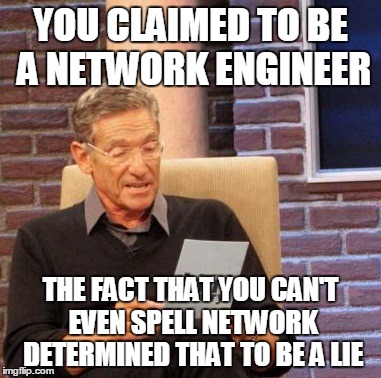 YOU CLAIMED TO BE
A NETWORK ENGINEER
THE FACT THAT YOU CAN'T
EVEN SPELL NETWORK
DETERMINED THAT TO BE A LIE
imgflip.com